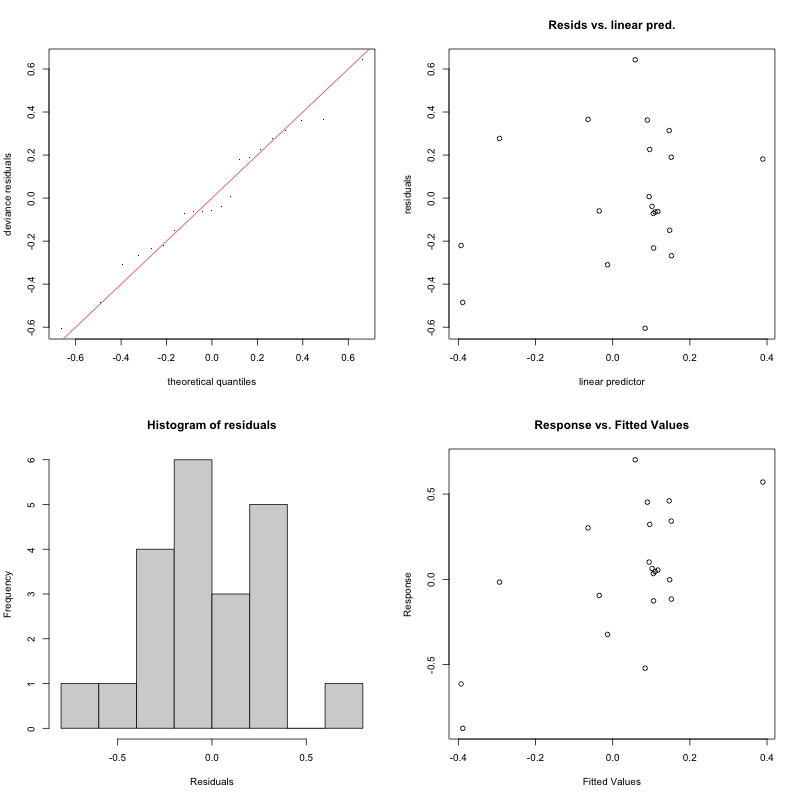 deviance residuals
-0.6 -0.4 -0.2 0.0 0.2 0.4 0.6
-0.6 -0.4 -0.2 0.0 0.2 0.4 0.6
theoretical quantiles
Resids vs. linear pred.
residuals
-0.6 -0.4 -0.2 0.0 0.2 0.4 0.6
-0.4 -0.2 0.0 0.2 0.4
linear predictor
Histogram of residuals
Frequency
0 1 2 3 4 5 6
-0.5 0.0 0.5
Residuals
Response vs. Fitted Values
Response
-0.5 0.0 0.5
-0.4 -0.2 0.0 0.2 0.4
Fitted Values